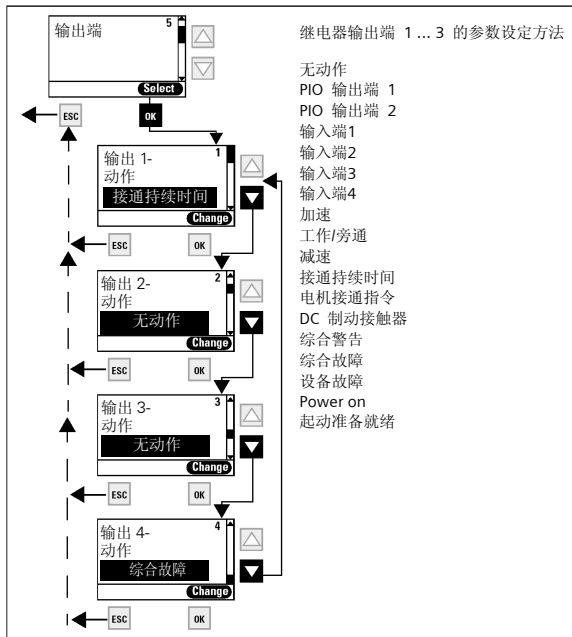 输出端
5
Select
ESC
OK
输出 1-
动作
1
接通持续时间
Change
ESC
OK
输出 2-
动作
2
无动作
Change
ESC
OK
输出 3-
动作
3
无动作
Change
ESC
OK
输出 4-
动作
4
综合故障
Change
ESC
OK
继电器输出端 1 ... 3 的参数设定方法
无动作
PIO 输出端 1
PIO 输出端 2
输入端1
输入端2
输入端3
输入端4
加速
工作/旁通
减速
接通持续时间
电机接通指令
DC 制动接触器
综合警告
综合故障
设备故障
Power on
起动准备就绪